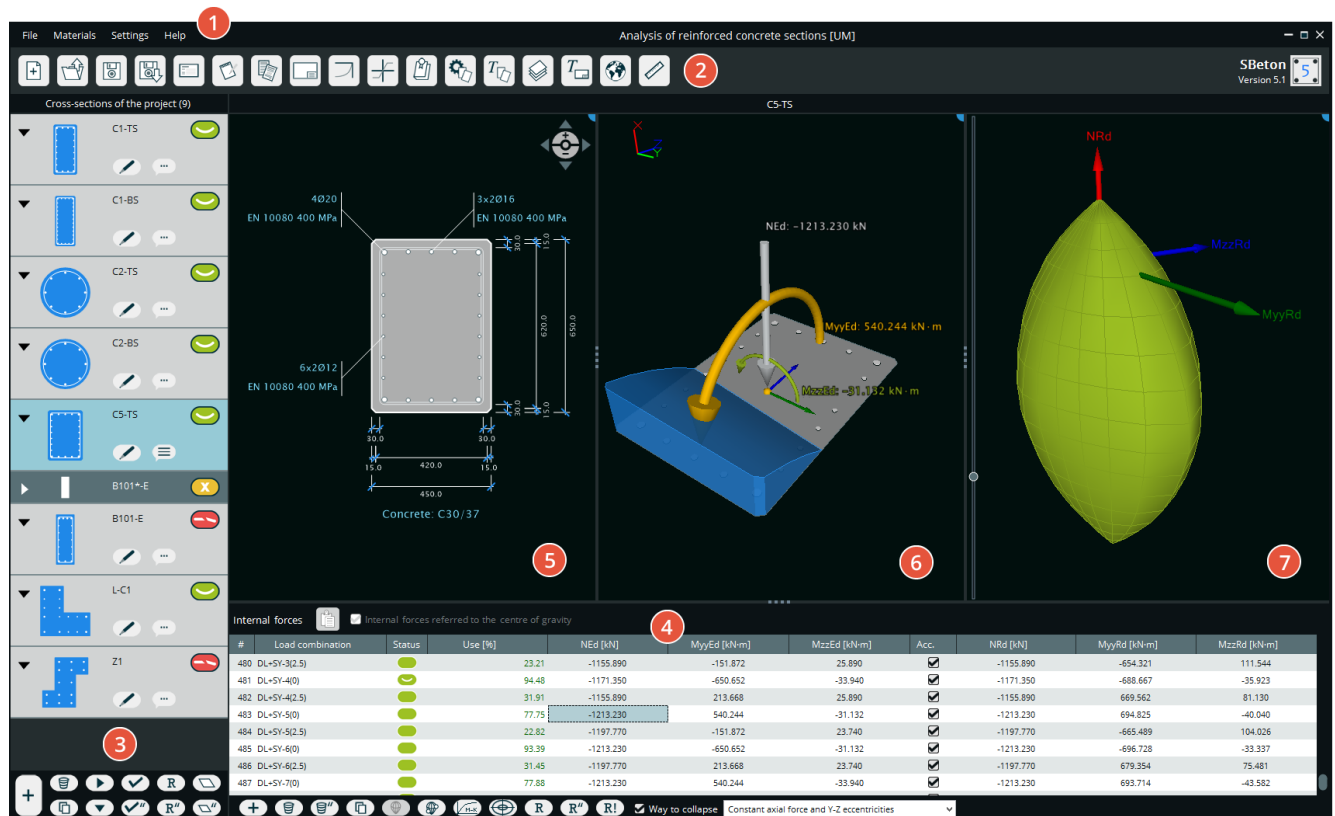 File Materials Settings Help
1
Analysis of reinforced concrete sections [UM]
2
SBeton
Version 5.1
5
Cross-sections of the project (9)
C5-TS
C1-TS
C1-BS
C2-TS
C2-BS
C5-TS
B101*-E
X
B101-E
L-C1
Z1
3
R
R"
4Ø20
EN 10080 400 MPa
3x2Ø16
EN 10080 400 MPa
30.0
15.0
620.0
650.0
6x2Ø12
EN 10080 400 MPa
30.0
15.0
30.0
30.0
15.0
420.0
15.0
450.0
Concrete: C30/37
5
X
Z
Y
NEd: -1213.230 kN
MyyEd: 540.244 kN·m
MzzEd: -31.132 kN·m
6
NRd
MzzRd
MyyRd
7
Internal forces
Internal forces referred to the centre of gravity
4
# Load combination Status Use [%] NEd [kN] MyyEd [kN·m] MzzEd [kN·m] Acc. NRd [kN] MyyRd [kN·m] MzzRd [kN·m]
480 DL+SY-3(2.5) 23.21 -1155.890 -151.872 25.890 -1155.890 -654.321 111.544
481 DL+SY-4(0) 94.48 -1171.350 -650.652 -33.940 -1171.350 -688.667 -35.923
482 DL+SY-4(2.5) 31.91 -1155.890 213.668 25.890 -1155.890 669.562 81.130
483 DL+SY-5(0) 77.75 -1213.230 540.244 -31.132 -1213.230 694.825 -40.040
484 DL+SY-5(2.5) 22.82 -1197.770 -151.872 23.740 -1197.770 -665.489 104.026
485 DL+SY-6(0) 93.39 -1213.230 -650.652 -31.132 -1213.230 -696.728 -33.337
486 DL+SY-6(2.5) 31.45 -1197.770 213.668 23.740 -1197.770 679.354 75.481
487 DL+SY-7(0) 77.88 -1213.230 540.244 -33.940 -1213.230 693.714 -43.582
R R" R! Way to collapse Constant axial force and Y-Z eccentricities